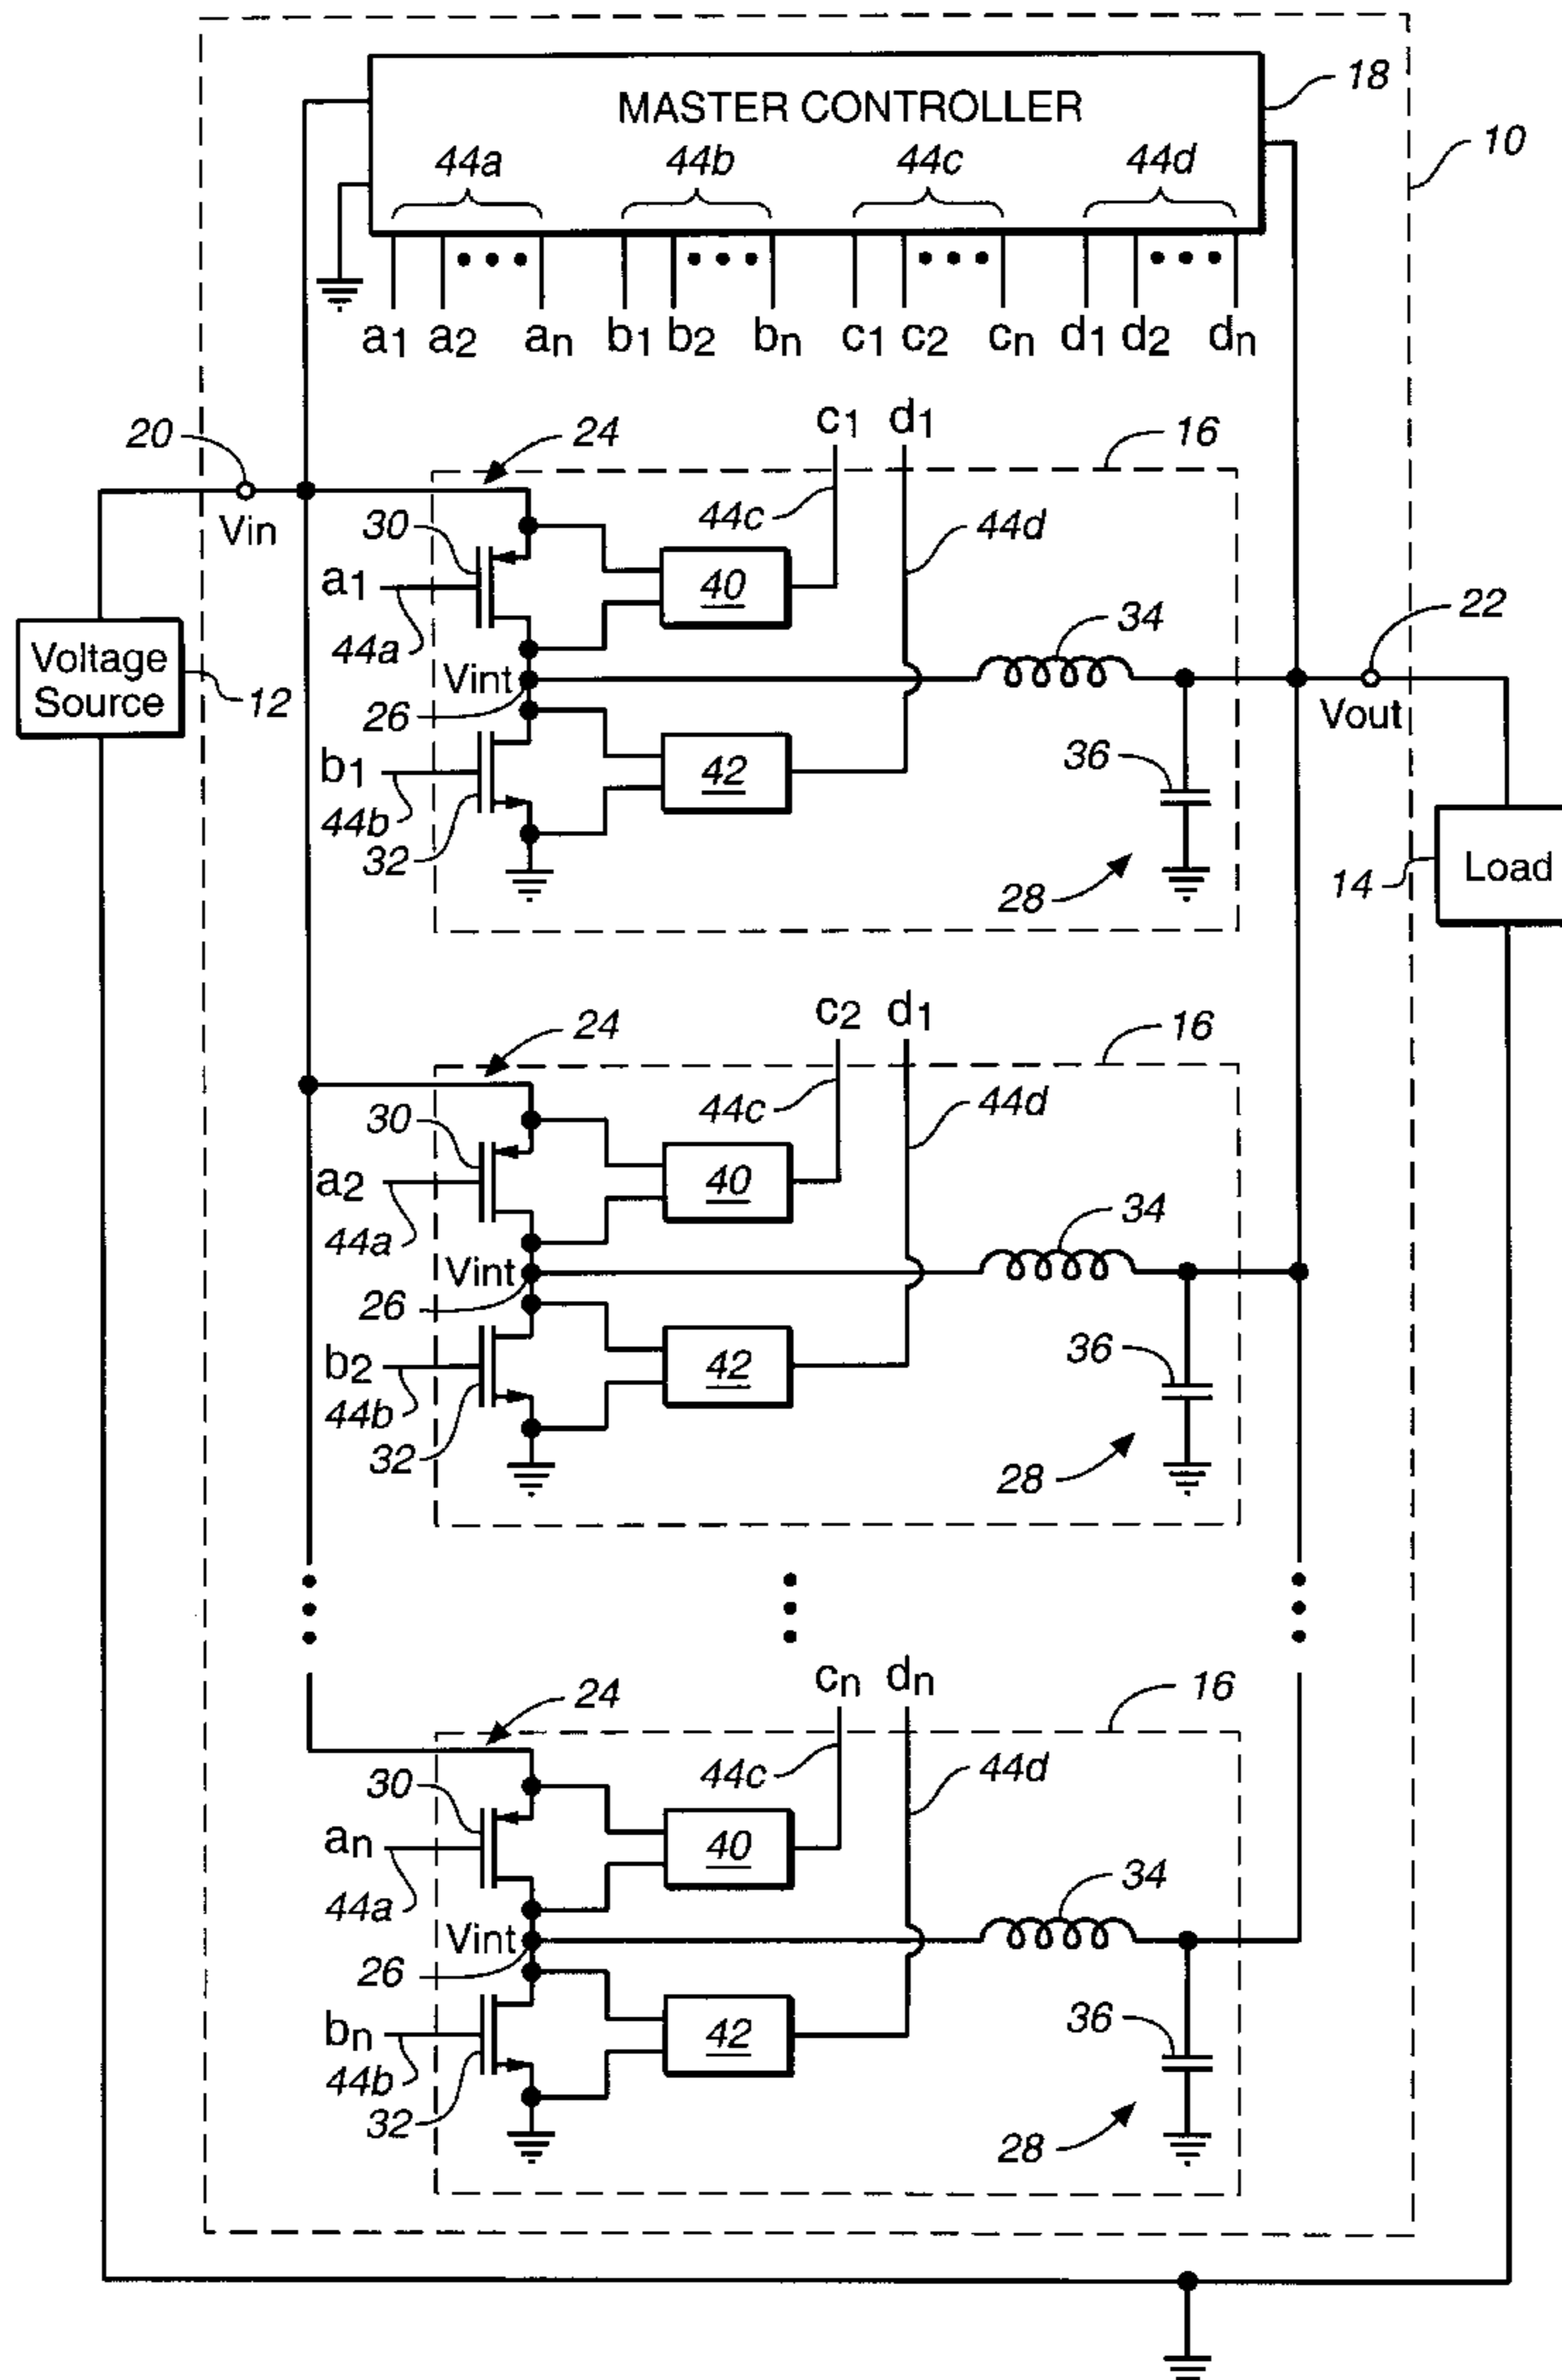 MASTER CONTROLLER
18
10
44a 44b 44c 44d
a1 a2 an b1 b2 bn c1 c2 cn d1 d2 dn
20
Vin
24
c1 d1
16
30
44c
44d
a1
40
44a
34
22
Voltage
Source
12
Vint
26
Vout
b1
42
36
44b
32
28
14
Load
24
c2 d1
16
30
44c
44d
a2
40
44a
34
Vint
26
b2
42
36
44b
32
28
24
cn dn
16
30
44c
44d
an
40
44a
34
Vint
26
bn
42
36
44b
32
28